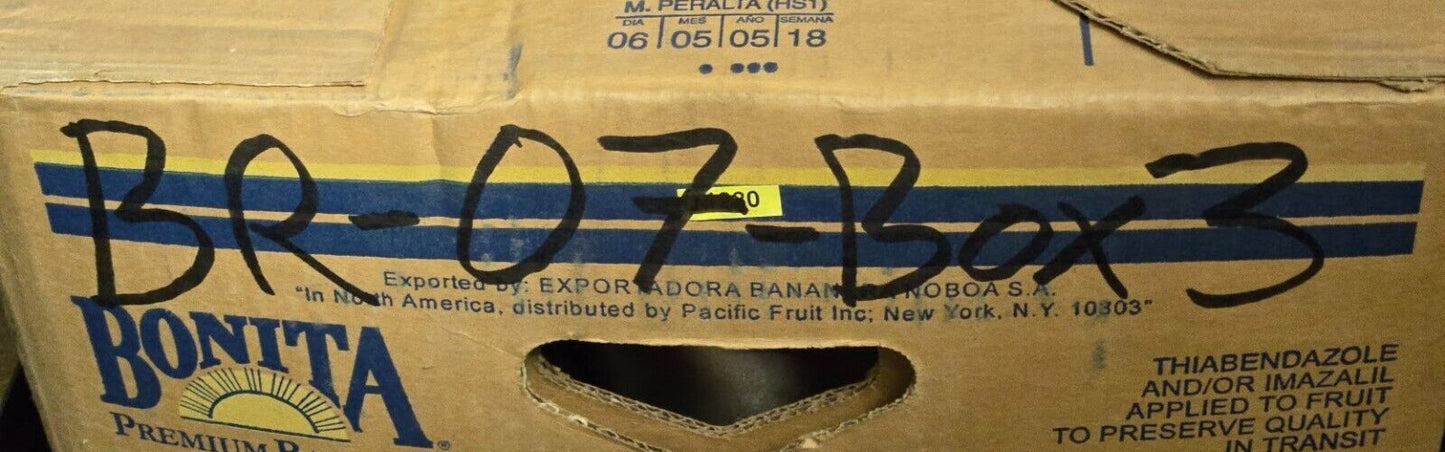 M. PERALTA (HS1)
DIA MES AÑO SEMANA
06 05 05 18
BR-07-Box 3
Exported by: EXPORTADORA BANANERA NOBOA S.A.
"In North America, distributed by Pacific Fruit Inc; New York, N.Y. 10303"
BONITA
PREMIUM
THIABENDAZOLE
AND/OR IMAZALIL
APPLIED TO FRUIT
TO PRESERVE QUALITY
IN TRANSIT